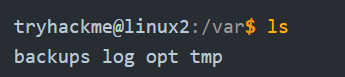 tryhackme@linux2:/var$ ls
backups log opt tmp